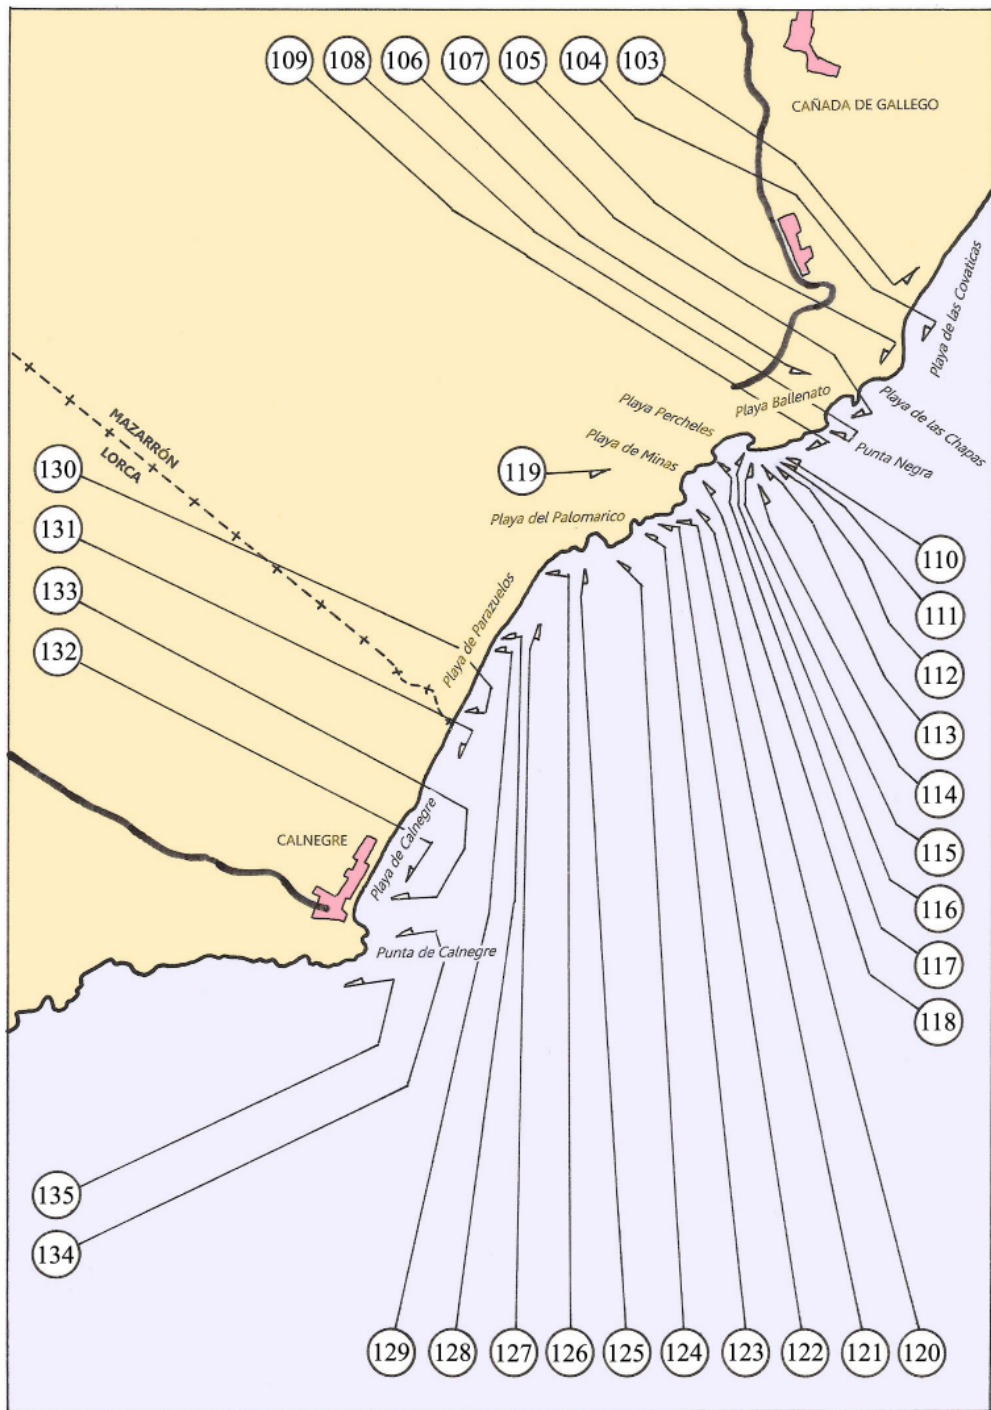 109
108
106
107
105
104
103
CAÑADA DE GALLEGO
Playa de las Covaticas
Playa Ballenato
Playa Percheles
Playa de las Chapas
Punta Negra
Playa de Minas
MAZARRÓN
LORCA
130
119
Playa del Palomarico
131
110
133
111
Playa de Parazuelos
132
112
113
114
CALNEGRE
Playa de Calnegre
115
116
Punta de Calnegre
117
118
135
134
129
128
127
126
125
124
123
122
121
120